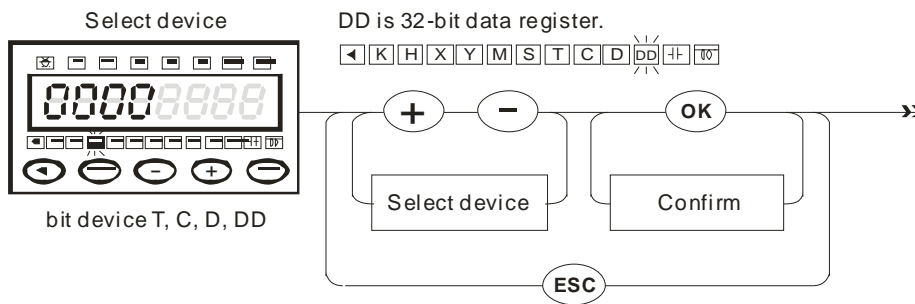 Select device
DD is 32-bit data register.
K H X Y M S T C D DD
0000
+ - OK
Select device
Confirm
bit device T, C, D, DD
ESC